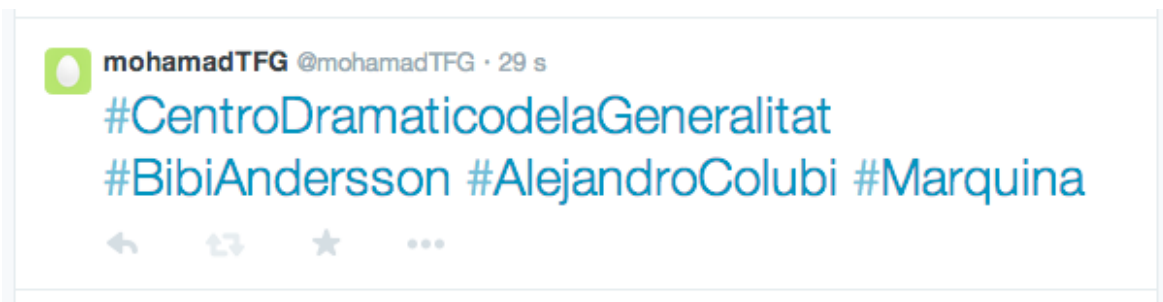 mohamadTFG @mohamadTFG · 29 s
#CentroDramaticodelaGeneralitat
#BibiAndersson #AlejandroColubi #Marquina